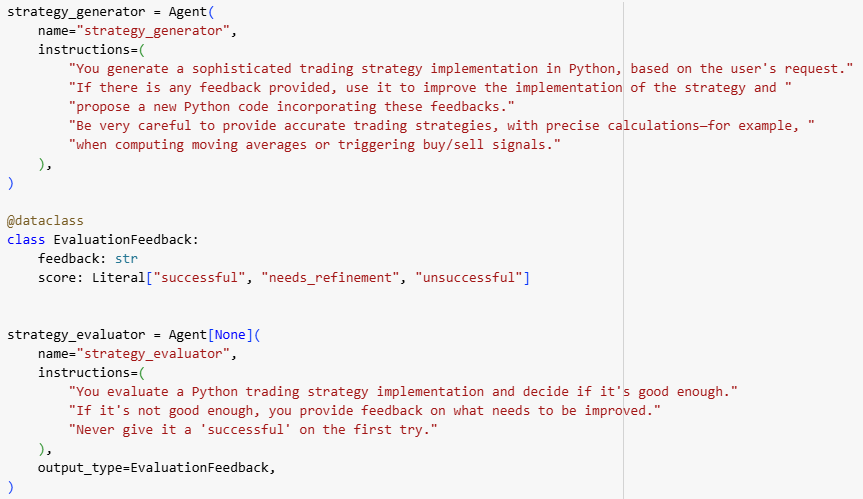 strategy_generator = Agent(
    name="strategy_generator",
    instructions=(
        "You generate a sophisticated trading strategy implementation in Python, based on the user's request."
        "If there is any feedback provided, use it to improve the implementation of the strategy and "
        "propose a new Python code incorporating these feedbacks."
        "Be very careful to provide accurate trading strategies, with precise calculations—for example, "
        "when computing moving averages or triggering buy/sell signals."
    ),
)
@dataclass
class EvaluationFeedback:
    feedback: str
    score: Literal["successful", "needs_refinement", "unsuccessful"]
strategy_evaluator = Agent[None](
    name="strategy_evaluator",
    instructions=(
        "You evaluate a Python trading strategy implementation and decide if it's good enough."
        "If it's not good enough, you provide feedback on what needs to be improved."
        "Never give it a 'successful' on the first try."
    ),
    output_type=EvaluationFeedback,
)